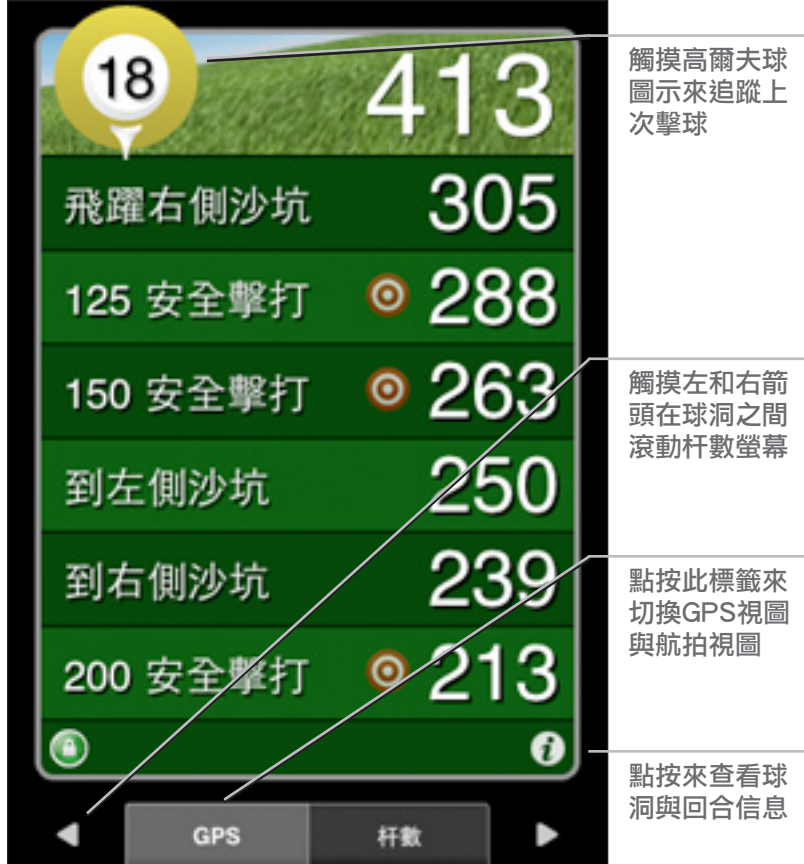 18
413
飛躍右側沙坑 305
125 安全擊打 288
150 安全擊打 263
到左側沙坑 250
到右側沙坑 239
200 安全擊打 213
i
GPS 杆數
觸摸高爾夫球
圖示來追蹤上
次擊球
觸摸左和右箭
頭在球洞之間
滾動杆數螢幕
點按此標籤來
切換GPS視圖
與航拍視圖
點按來查看球
洞與回合信息